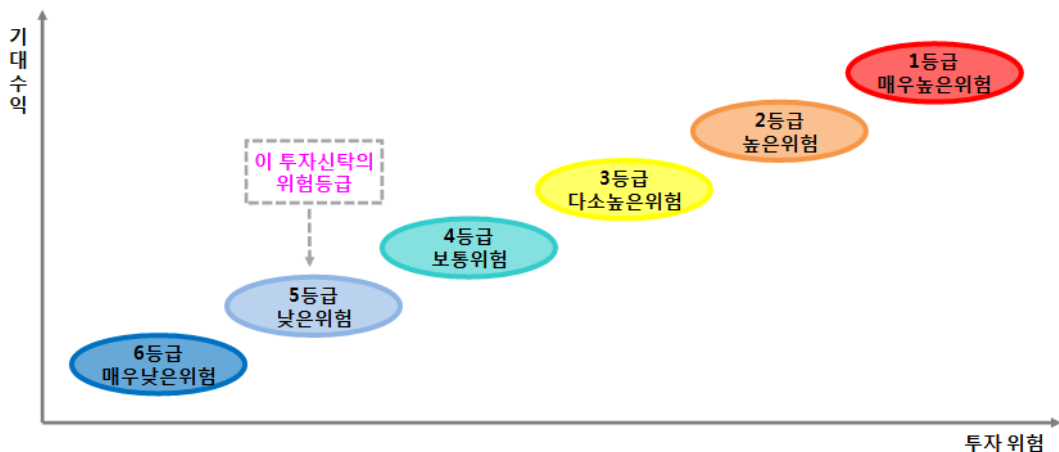 기대수익
1등급
매우높은위험
2등급
높은위험
이 투자신탁의
위험등급
3등급
다소높은위험
4등급
보통위험
5등급
낮은위험
6등급
매우낮은위험
투자 위험